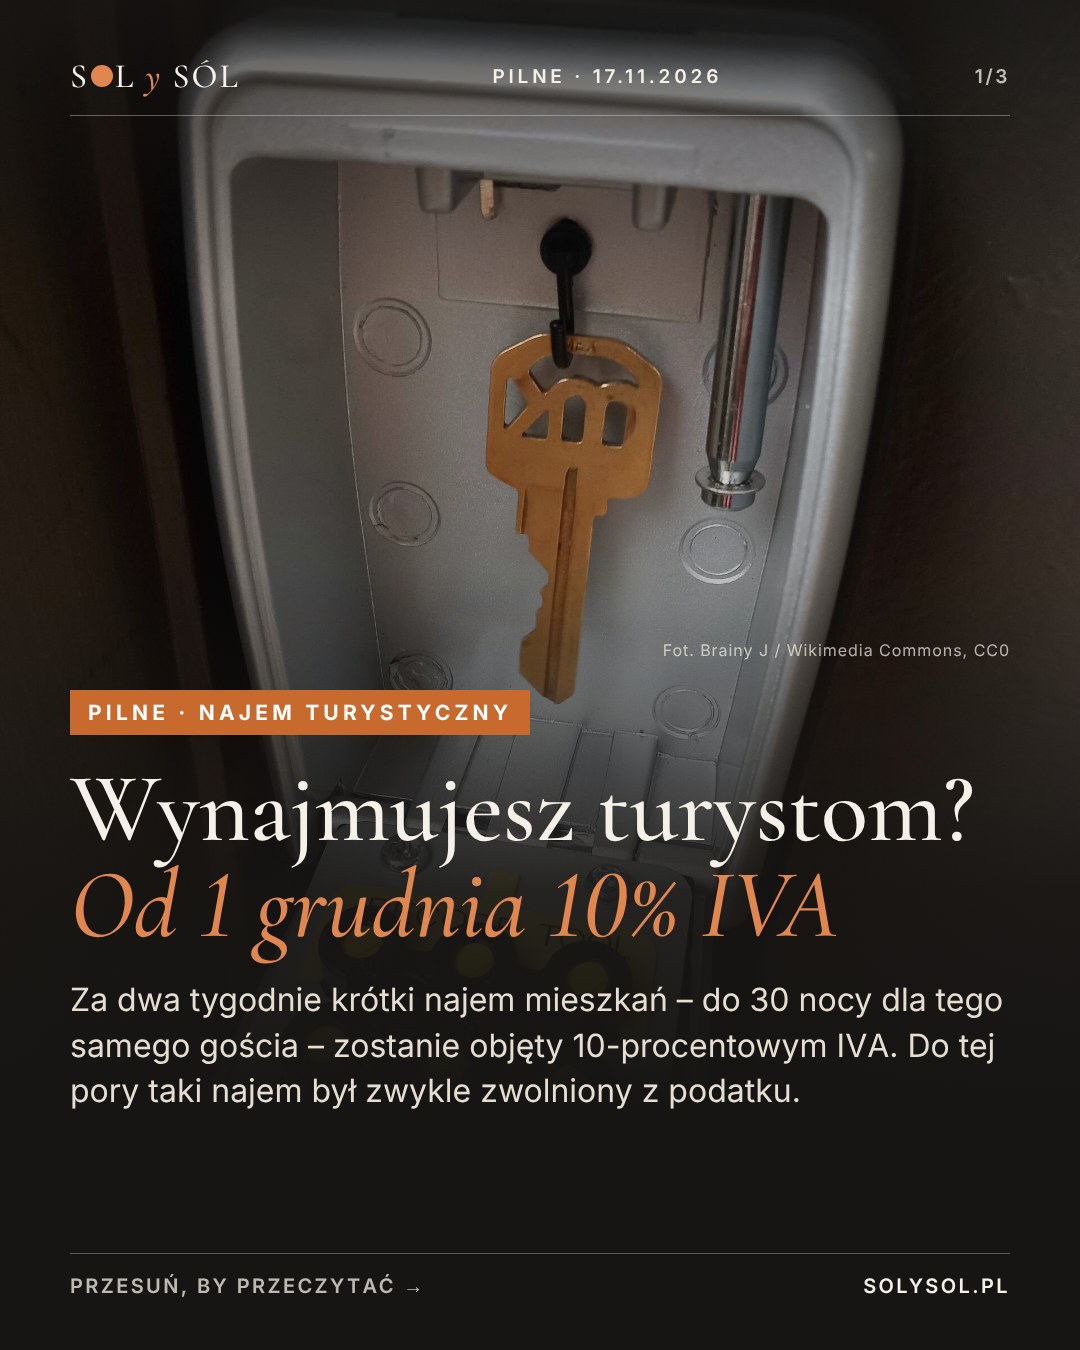 SOL y SÓL
PILNE · 17.11.2026
1/3
Fot. Brainy J / Wikimedia Commons, CC0
PILNE · NAJEM TURYSTYCZNY
Wynajmujesz turystom?
Od 1 grudnia 10% IVA
Za dwa tygodnie krótki najem mieszkań – do 30 nocy dla tego
samego gościa – zostanie objęty 10-procentowym IVA. Do tej
pory taki najem był zwykle zwolniony z podatku.
PRZESUŃ, BY PRZECZYTAĆ →
SOLYSOL.PL